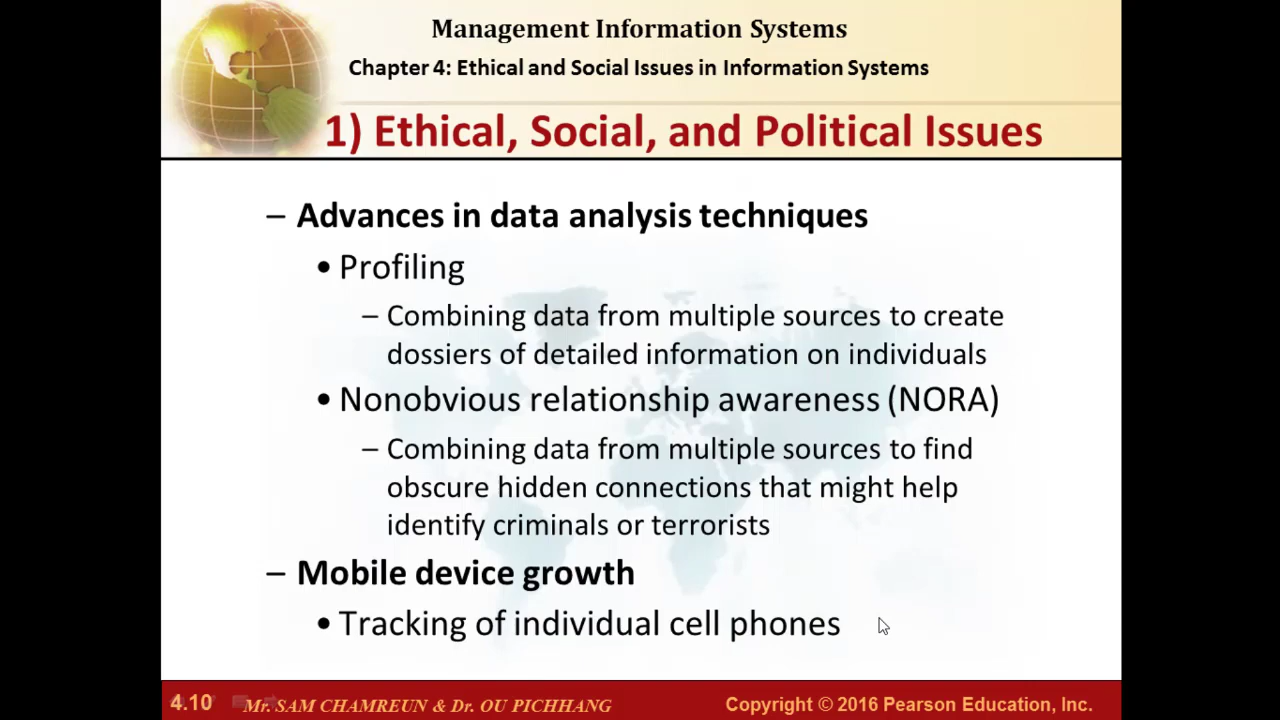 Management Information Systems
Chapter 4: Ethical and Social Issues in Information Systems
1) Ethical, Social, and Political Issues
– Advances in data analysis techniques
• Profiling
– Combining data from multiple sources to create
dossiers of detailed information on individuals
• Nonobvious relationship awareness (NORA)
– Combining data from multiple sources to find
obscure hidden connections that might help
identify criminals or terrorists
– Mobile device growth
• Tracking of individual cell phones
4.10 Mr. SAM CHAMREUN & Dr. OU PICHHANG Copyright © 2016 Pearson Education, Inc.